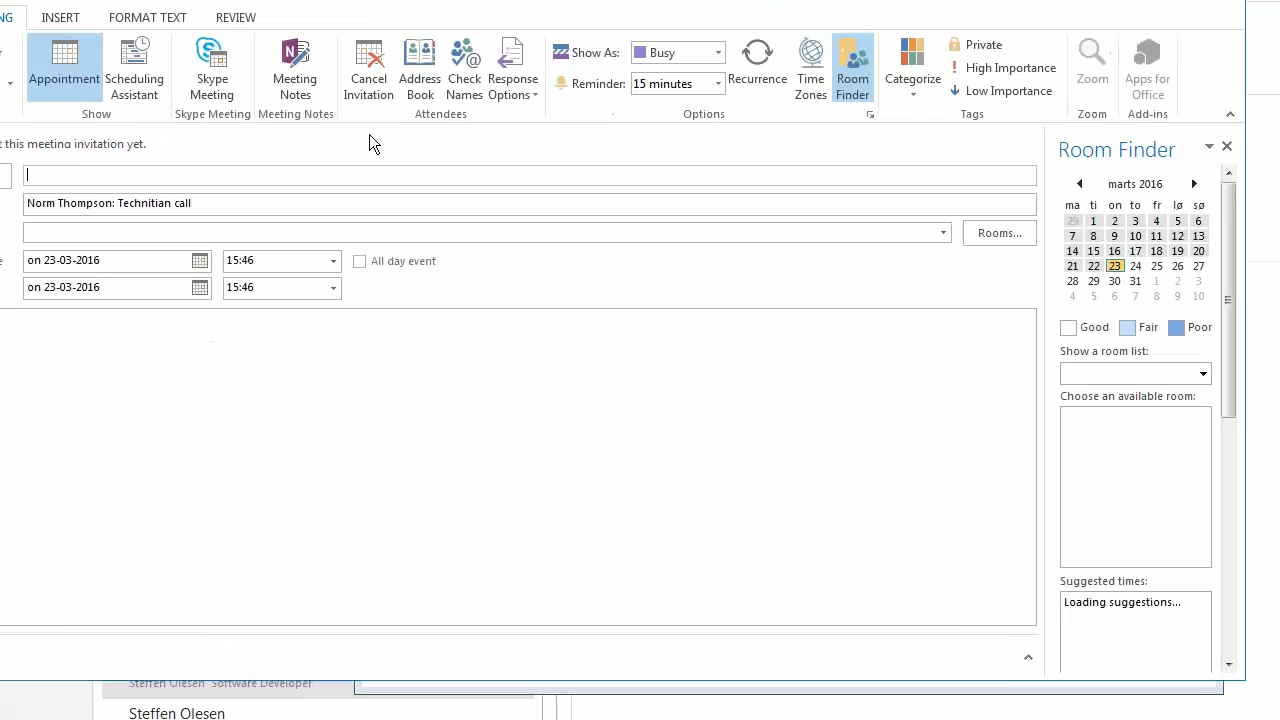 NG INSERT FORMAT TEXT REVIEW
Appointment
Scheduling Assistant
Show
Skype Meeting
Skype Meeting
Meeting Notes
Meeting Notes
Cancel Invitation
Address Book
Check Names
Response Options
Attendees
Show As: Busy
Reminder: 15 minutes
Recurrence
Time Zones
Room Finder
Options
Categorize
Private
High Importance
Low Importance
Tags
Zoom
Zoom
Apps for Office
Add-ins
t this meeting invitation yet.
Norm Thompson: Technitian call
Rooms...
e on 23-03-2016 15:46 All day event
on 23-03-2016 15:46
Room Finder
marts 2016
ma ti on to fr lø sø
29 1 2 3 4 5 6
7 8 9 10 11 12 13
14 15 16 17 18 19 20
21 22 23 24 25 26 27
28 29 30 31 1 2 3
4 5 6 7 8 9 10
Good Fair Poor
Show a room list:
Choose an available room:
Suggested times:
Loading suggestions...
Steffen Olesen Software Developer
Steffen Olesen